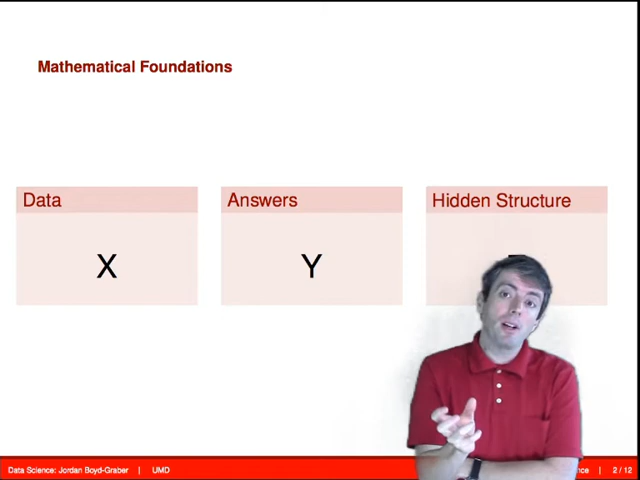 Mathematical Foundations
Data
Answers
Hidden Structure
X
Y
Data Science: Jordan Boyd-Graber | UMD
| 2 / 12